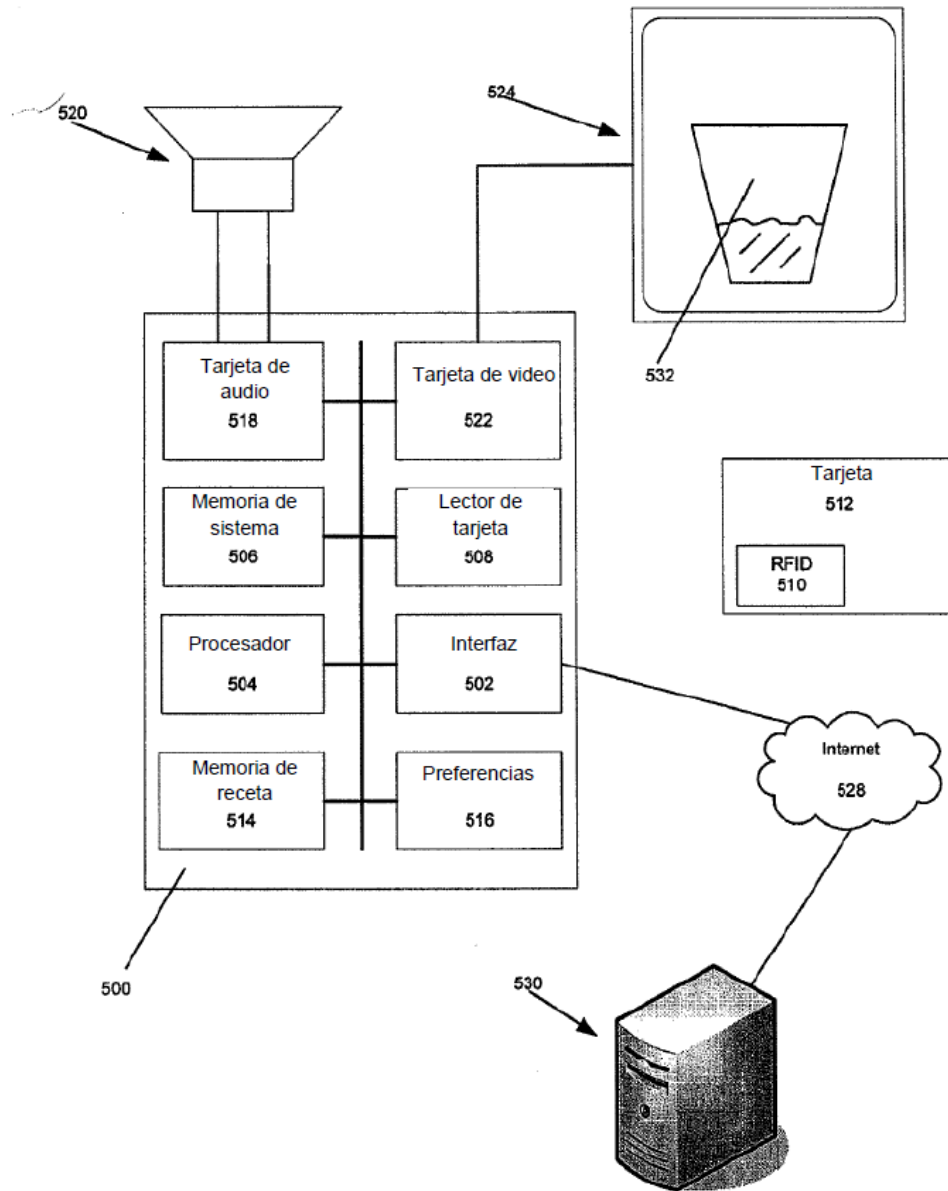 520
524
532
Tarjeta de
audio
518
Tarjeta de video
522
Memoria de
sistema
506
Lector de
tarjeta
508
Tarjeta
512
RFID
510
Procesador
504
Interfaz
502
Memoria de
receta
514
Preferencias
516
Internet
528
500
530